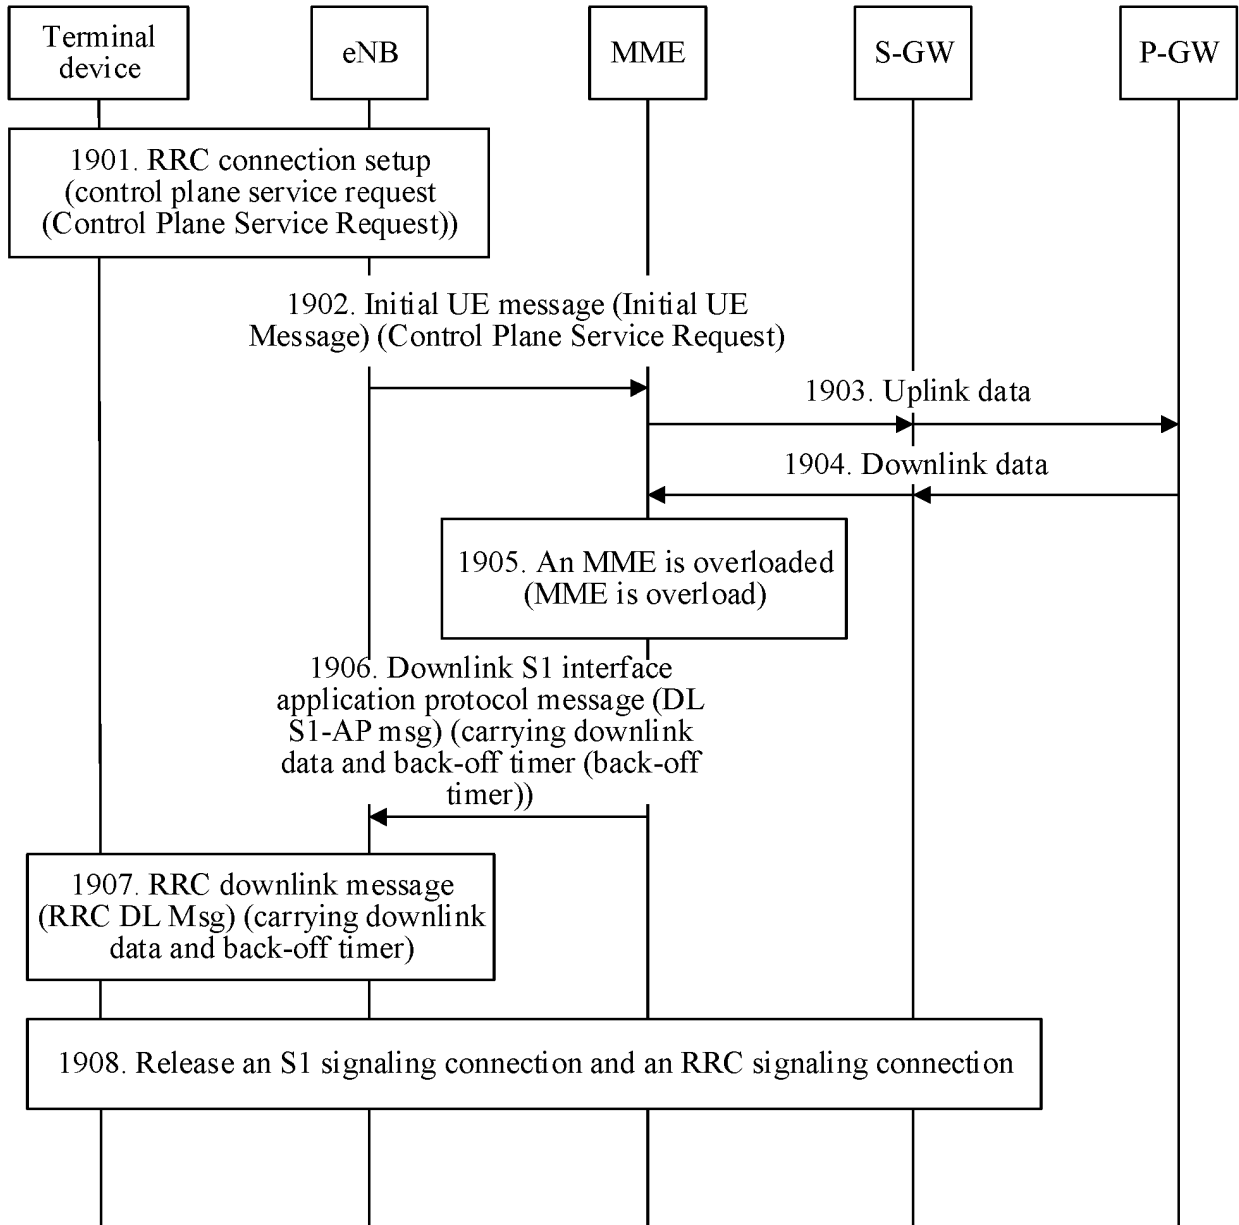 Terminal
device
eNB
MME
S-GW
P-GW
1901. RRC connection setup
(control plane service request
(Control Plane Service Request))
1902. Initial UE message (Initial UE
Message) (Control Plane Service Request)
1903. Uplink data
1904. Downlink data
1905. An MME is overloaded
(MME is overload)
1906. Downlink S1 interface
application protocol message (DL
S1-AP msg) (carrying downlink
data and back-off timer (back-off
timer))
1907. RRC downlink message
(RRC DL Msg) (carrying downlink
data and back-off timer)
1908. Release an S1 signaling connection and an RRC signaling connection